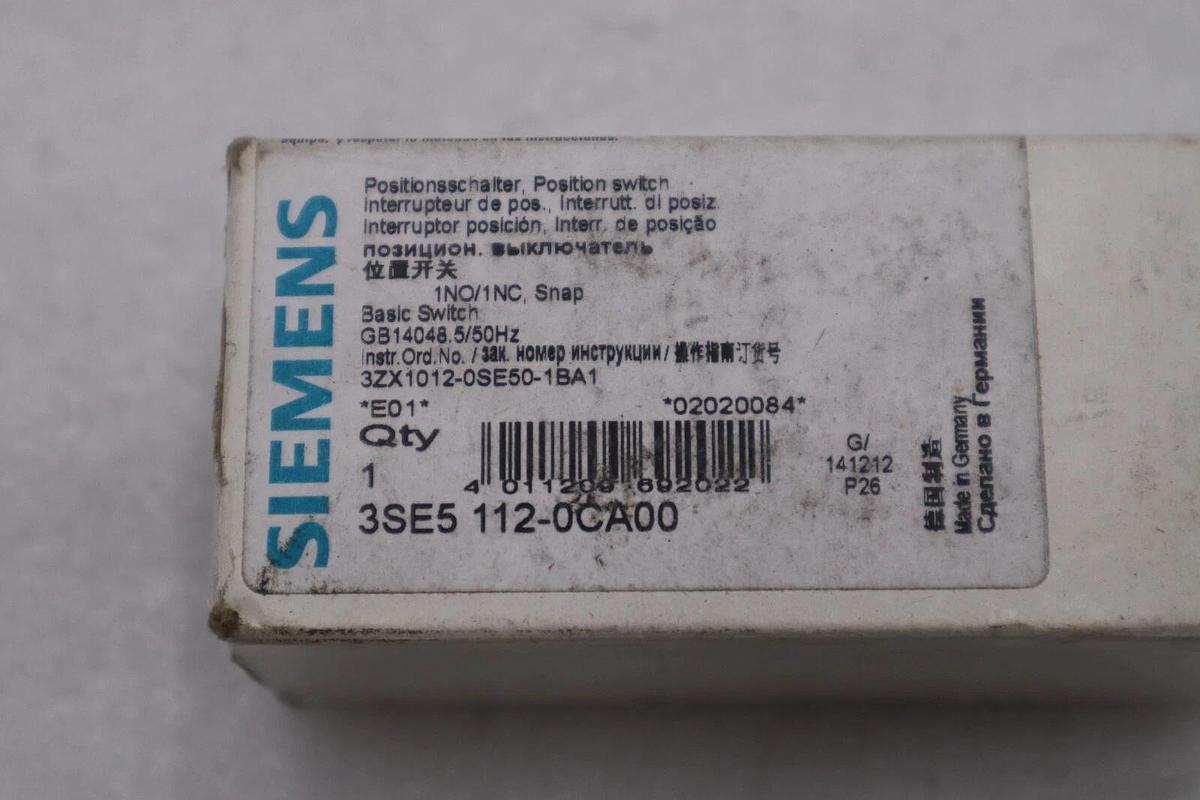 SIEMENS
Positionsschalter, Position switch
Interrupteur de pos., Interrutt. di posiz.
Interruptor posición, Interr. de posição
позицион. выключатель
位置开关
1NO/1NC, Snap
Basic Switch
GB14048.5/50Hz
Instr.Ord.No. / зак. номер инструкции / 操作指南订货号
3ZX1012-0SE50-1BA1
*E01* *02020084*
Qty
1
4 011209 692022
3SE5 112-0CA00
G/
141212
P26
德国制造
Made in Germany
Сделано в Германии